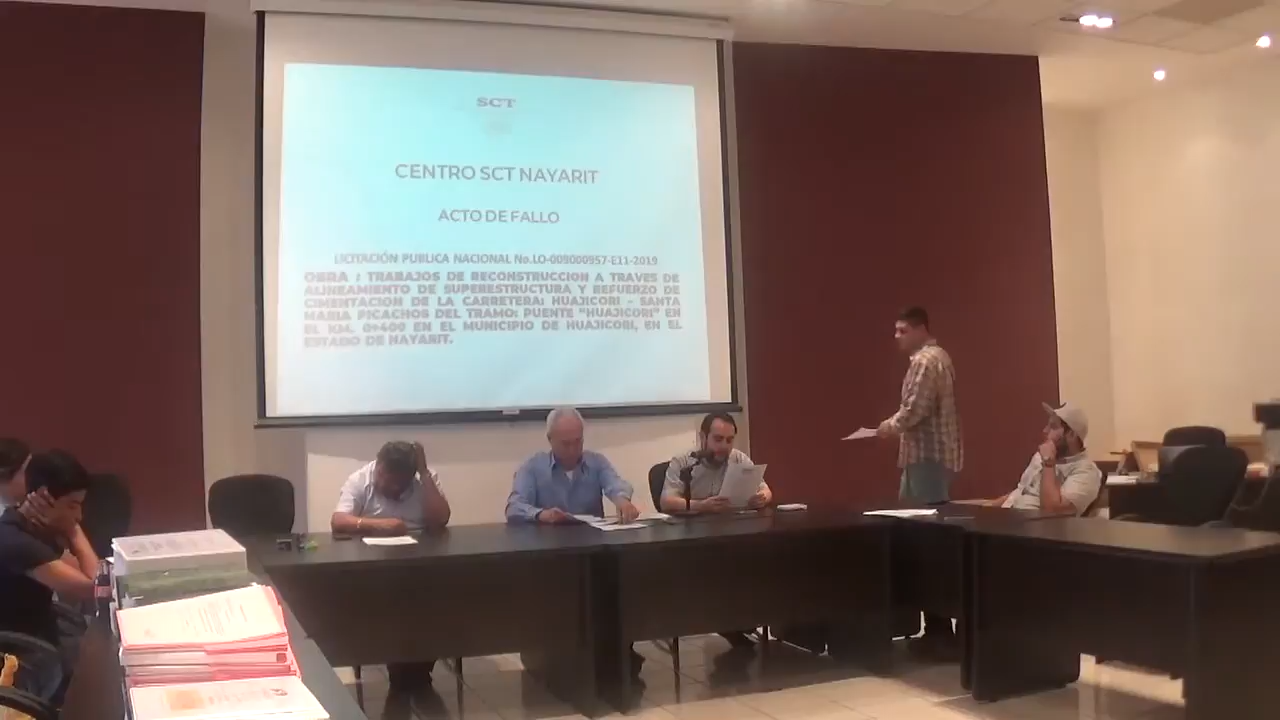 SCT
CENTRO SCT NAYARIT
ACTO DE FALLO
LICITACIÓN PUBLICA NACIONAL No.LO-009000957-E11-2019
OBRA : TRABAJOS DE RECONSTRUCCION A TRAVES DE
ALINEAMIENTO DE SUPERESTRUCTURA Y REFUERZO DE
CIMENTACION DE LA CARRETERA: HUAJICORI - SANTA
MARIA PICACHOS DEL TRAMO: PUENTE "HUAJICORI" EN
EL KM. 0+400 EN EL MUNICIPIO DE HUAJICORI, EN EL
ESTADO DE NAYARIT.